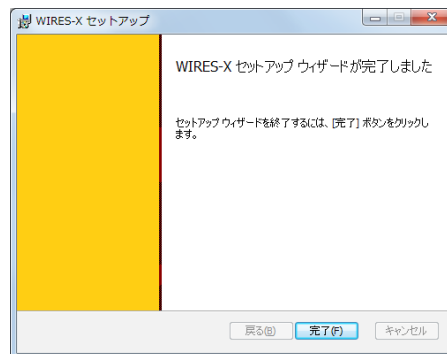 WIRES-X セットアップ
WIRES-X セットアップ ウィザードが完了しました
セットアップ ウィザードを終了するには、[完了] ボタンをクリックし
ます。
戻る(B) 完了(F) キャンセル